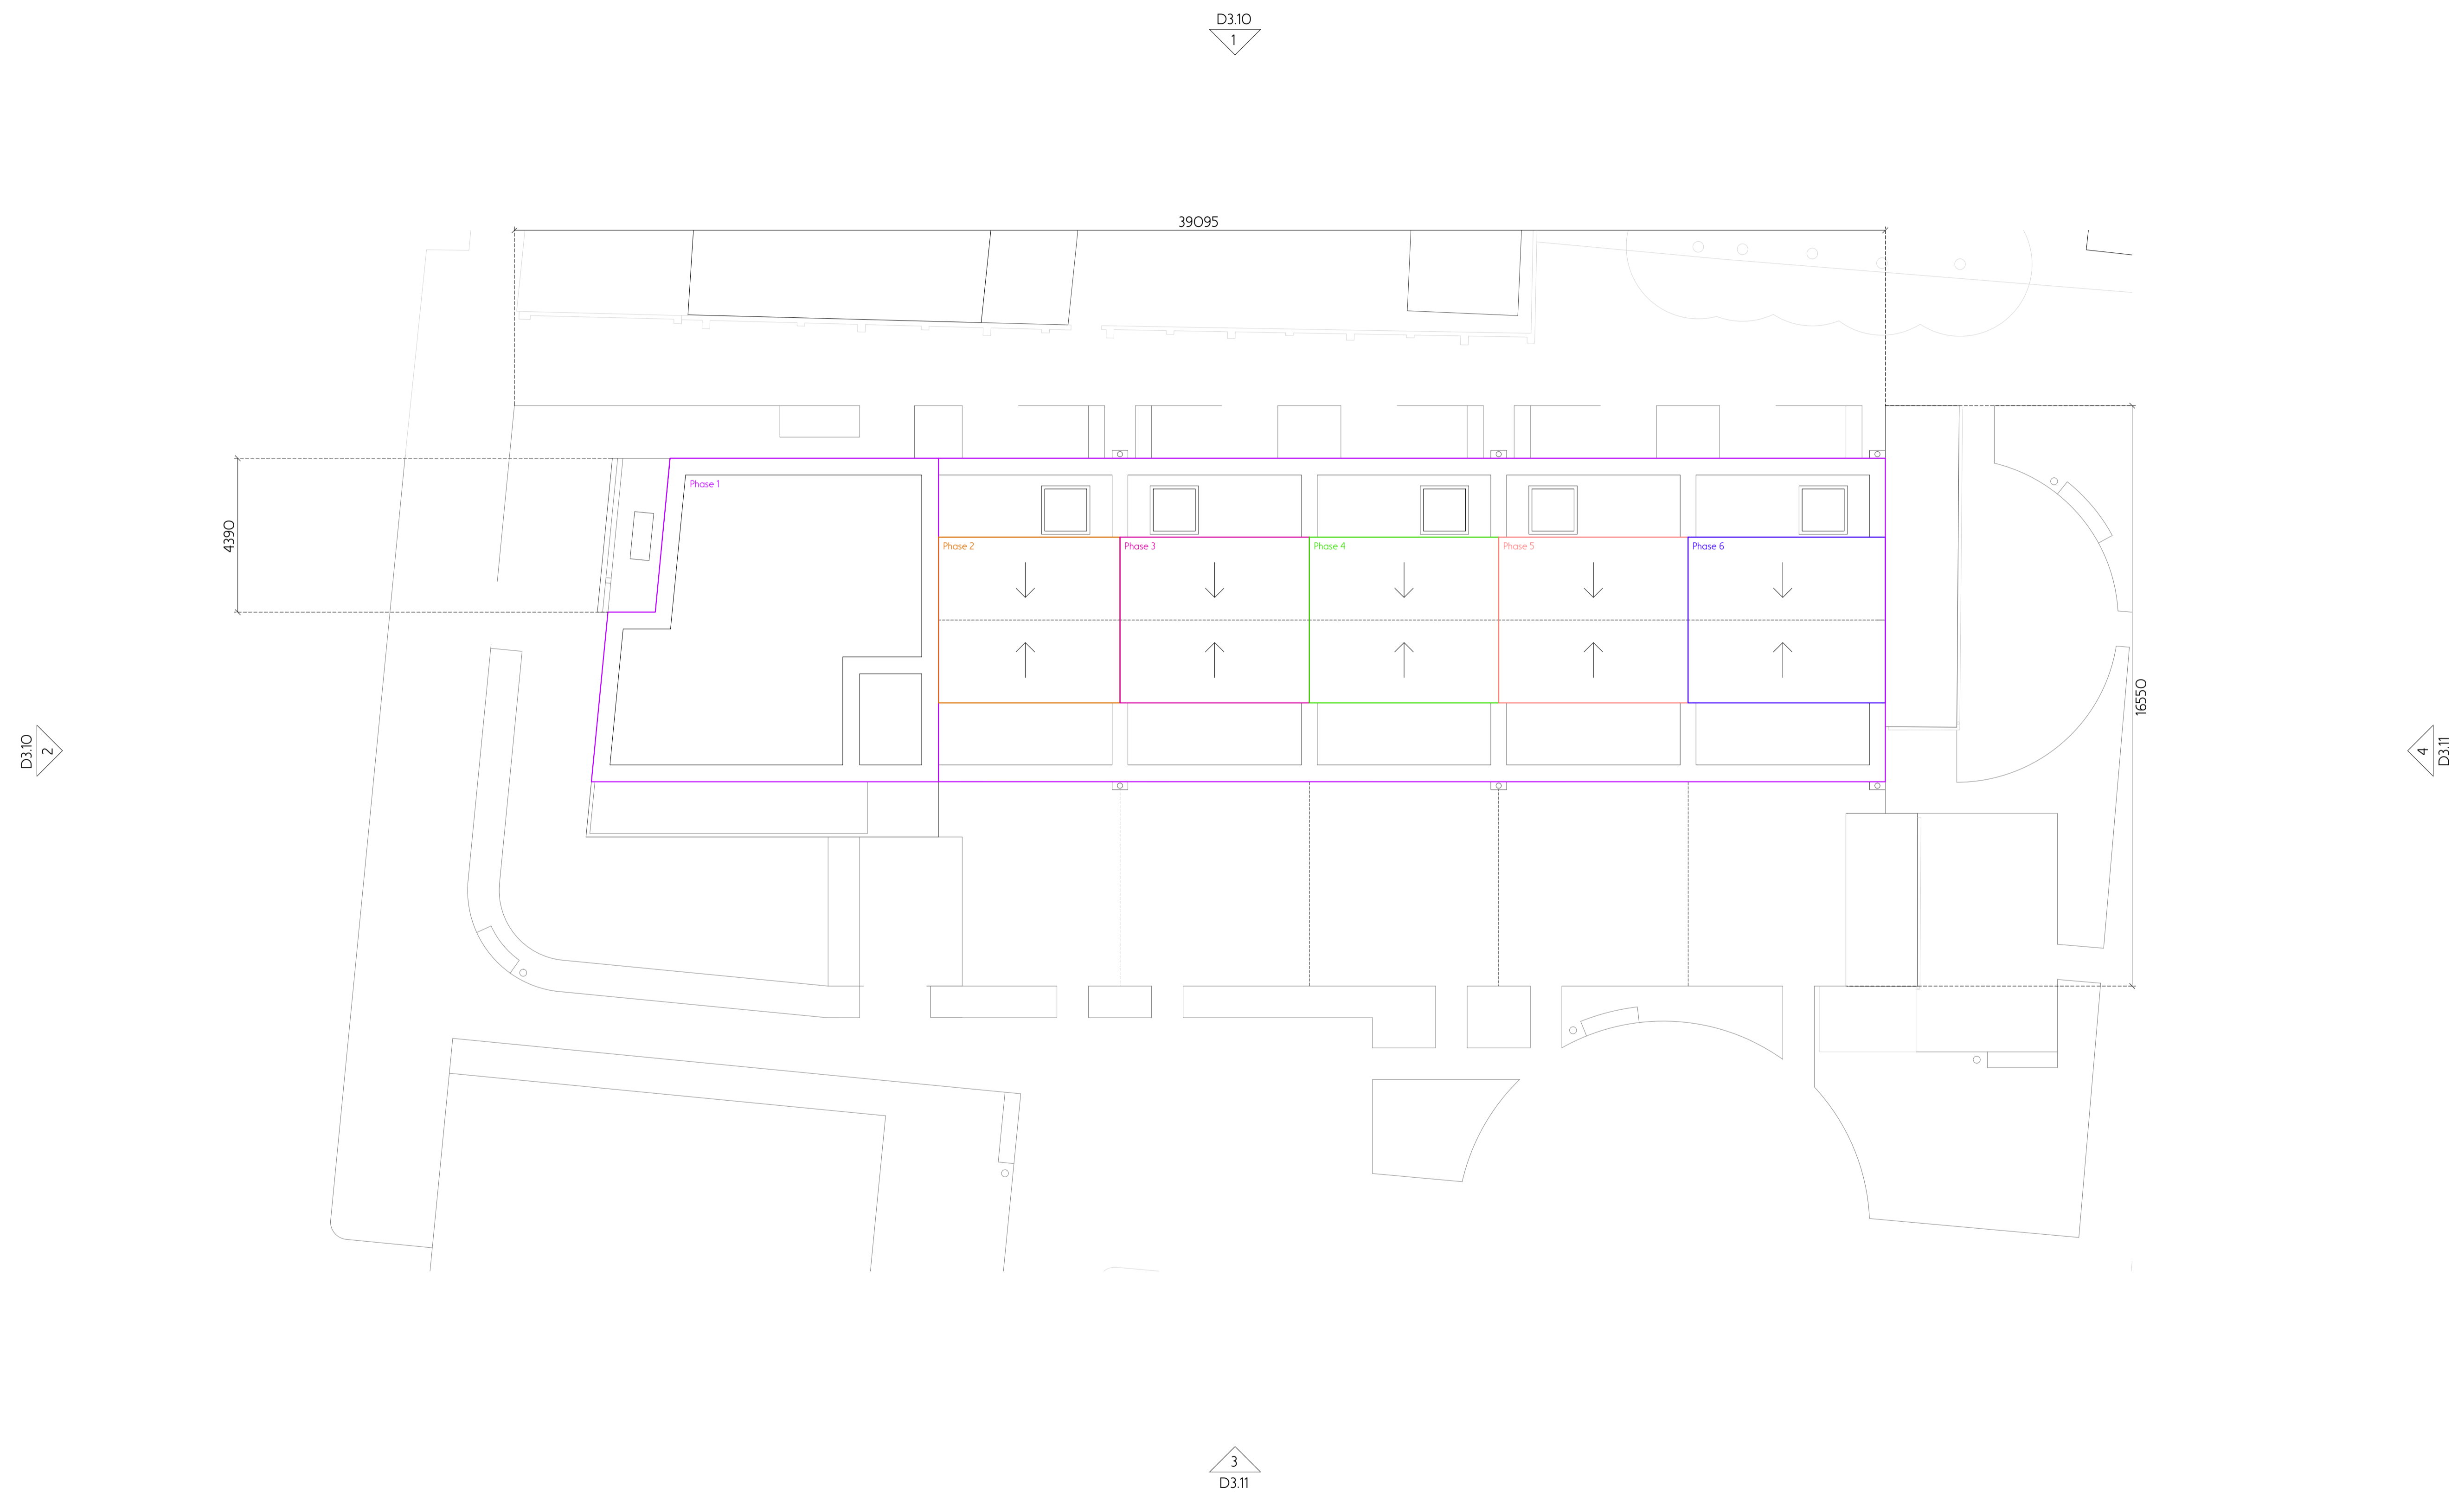 D3.10
1
39095
4390
Phase 1
Phase 2
Phase 3
Phase 4
Phase 5
Phase 6
16550
D3.10
2
4
D3.11
3
D3.11